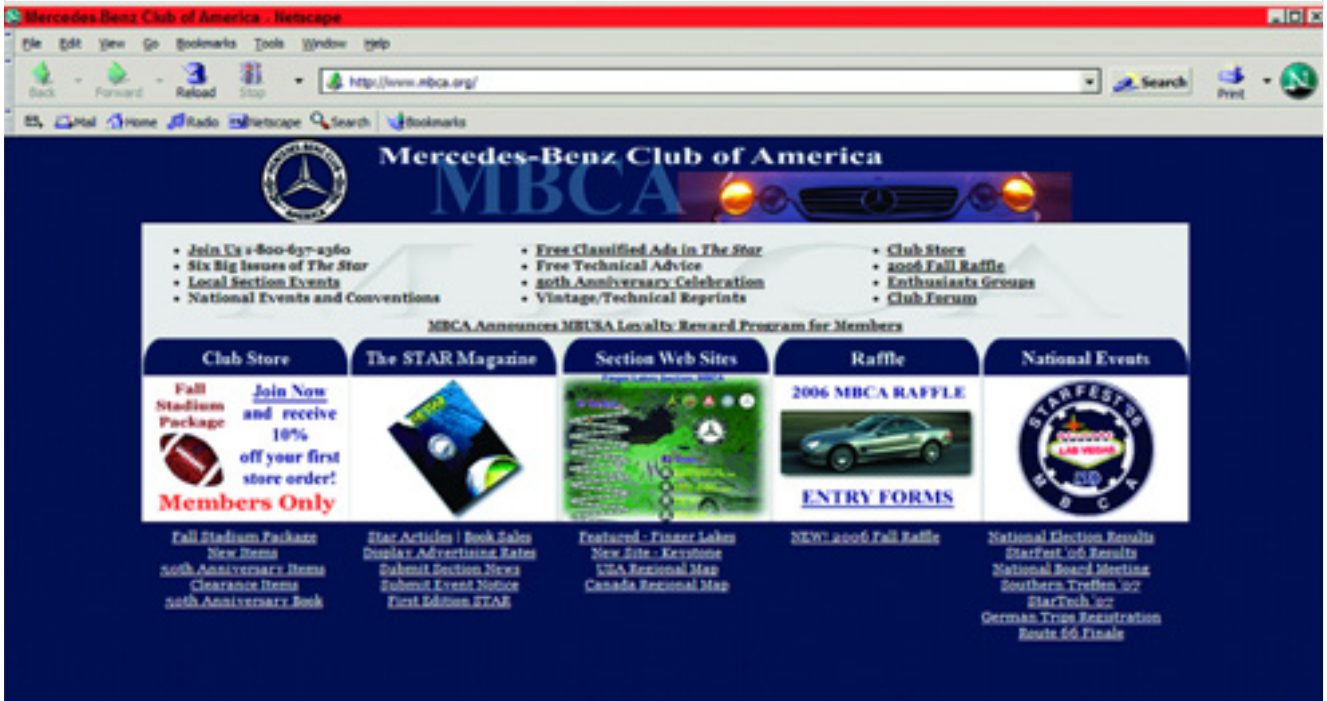 Mercedes-Benz Club of America - Netscape
File Edit View Go Bookmarks Tools Window Help
Back Forward Reload Stop http://www.mbca.org/ Search Print N
Mail Home Radio Netscape Search Bookmarks
Mercedes-Benz Club of America
MBCA
MERCEDES-BENZ CLUB
AMERICA
• Join Us 1-800-637-2360
• Six Big Issues of The Star
• Local Section Events
• National Events and Conventions
• Free Classified Ads in The Star
• Free Technical Advice
• 50th Anniversary Celebration
• Vintage/Technical Reprints
• Club Store
• 2006 Fall Raffle
• Enthusiasts Groups
• Club Forum
MBCA Announces MBUSA Loyalty Reward Program for Members
Club Store
Fall
Stadium
Package
Join Now
and receive
10%
off your first
store order!
Members Only
Fall Stadium Package
New Items
50th Anniversary Items
Clearance Items
50th Anniversary Book
The STAR Magazine
Star Articles | Book Sales
Display Advertising Rates
Submit Section News
Submit Event Notice
First Edition STAR
Section Web Sites
Finger Lakes Section, MBCA
Featured - Finger Lakes
New Site - Keystone
USA Regional Map
Canada Regional Map
Raffle
2006 MBCA RAFFLE
ENTRY FORMS
NEW! 2006 Fall Raffle
National Events
STARFEST '06
LAS VEGAS
MBCA
National Election Results
StarFest '06 Results
National Board Meeting
Southern Treffen '07
StarTech '07
German Trips Registration
Route 66 Finale